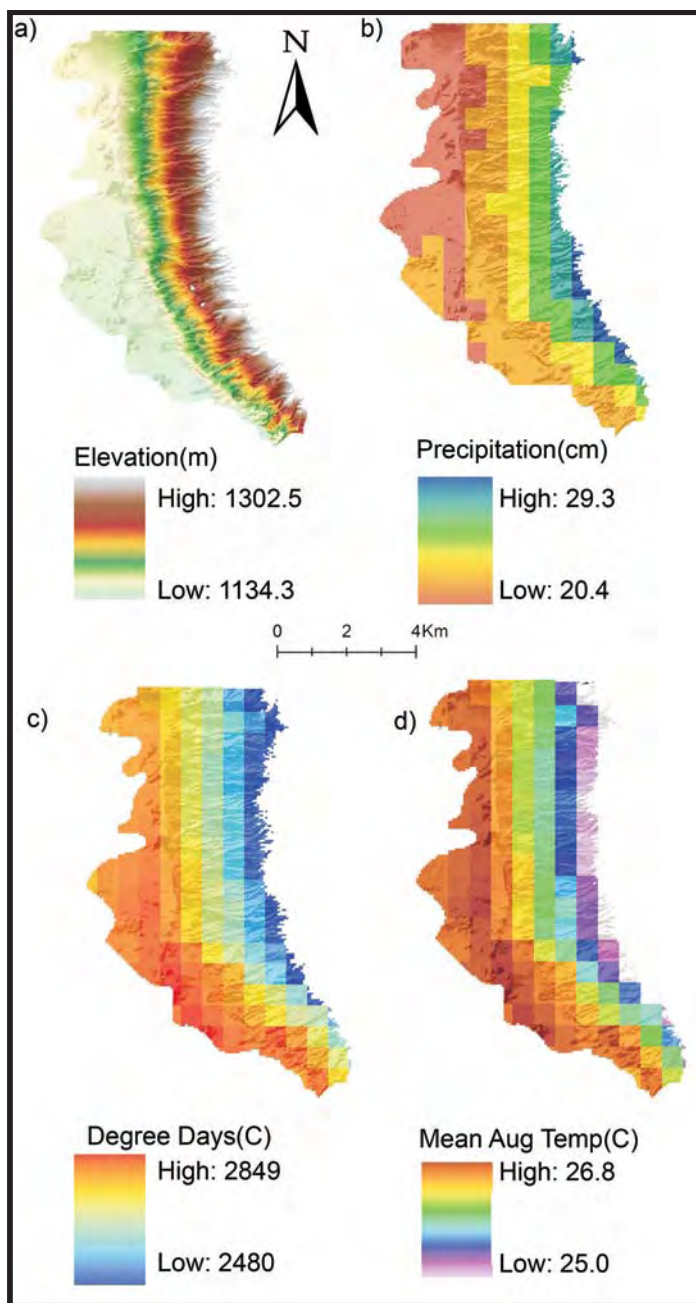 a)
N
b)
Elevation(m)
High: 1302.5
Low: 1134.3
Precipitation(cm)
High: 29.3
Low: 20.4
0 2 4Km
c)
d)
Degree Days(C)
High: 2849
Low: 2480
Mean Aug Temp(C)
High: 26.8
Low: 25.0